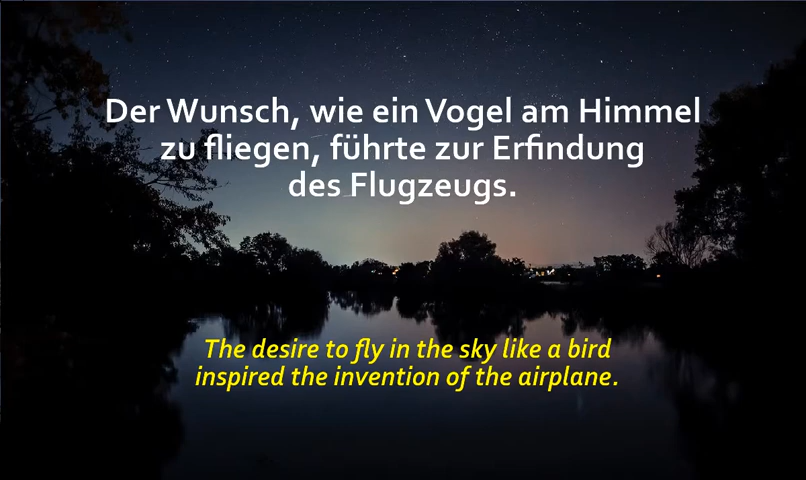 Der Wunsch, wie ein Vogel am Himmel
zu fliegen, führte zur Erfindung
des Flugzeugs.
The desire to fly in the sky like a bird
inspired the invention of the airplane.